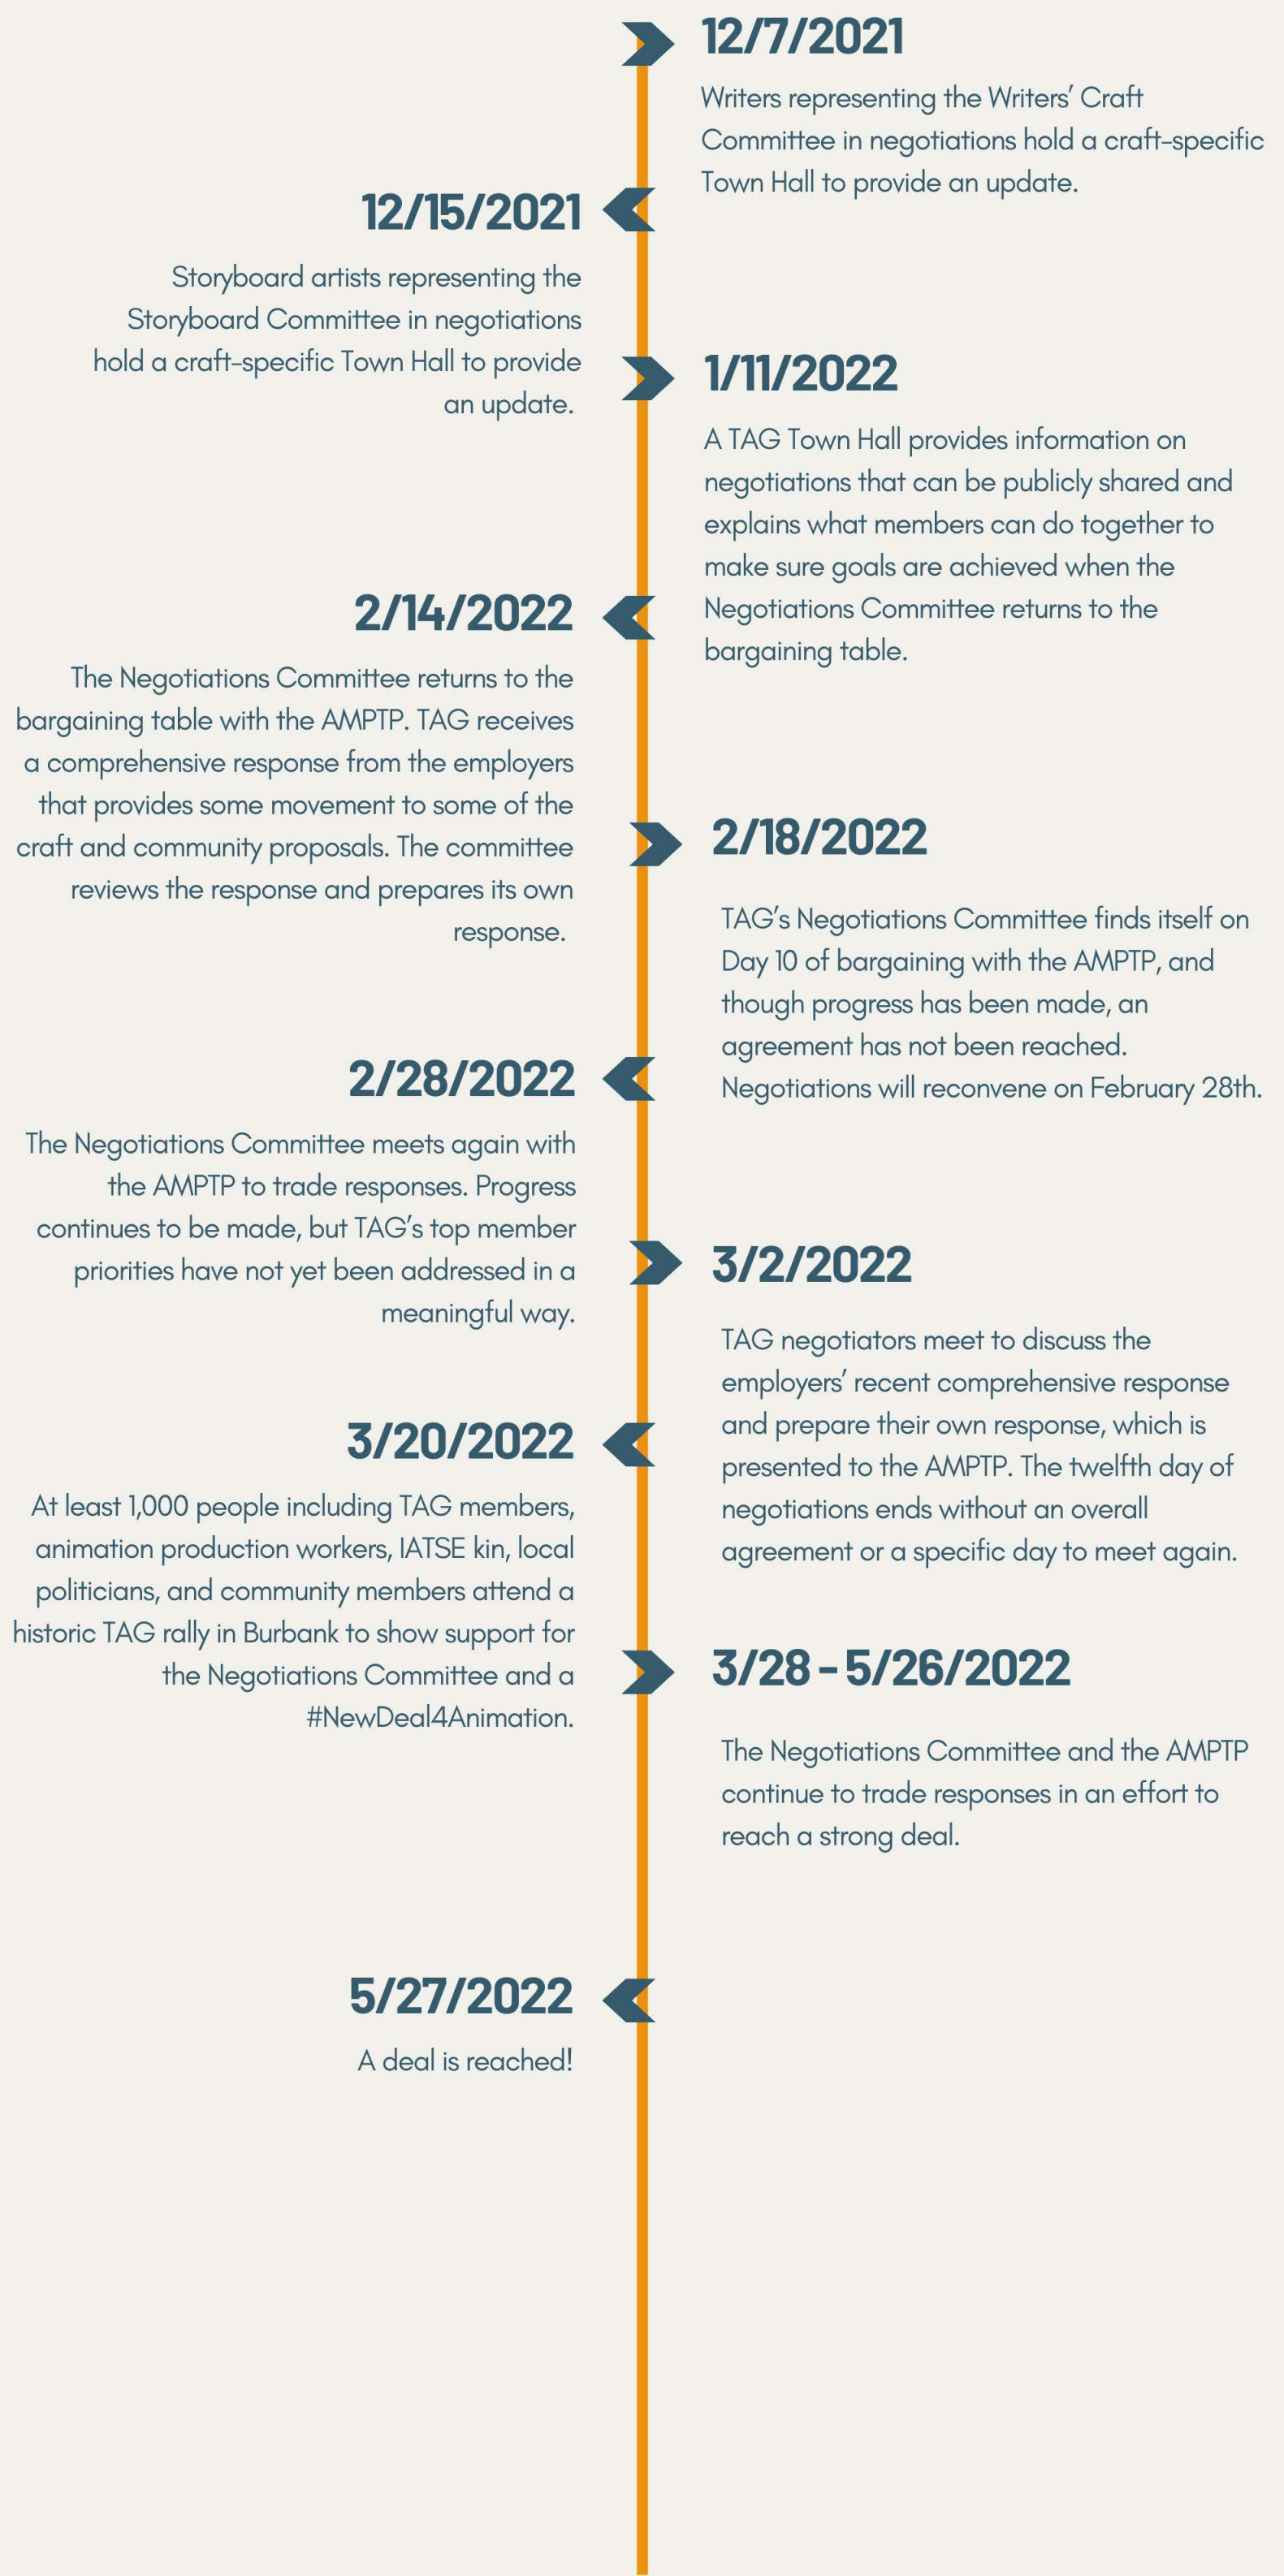 12/7/2021
Writers representing the Writers’ Craft
Committee in negotiations hold a craft-specific
Town Hall to provide an update.
12/15/2021
Storyboard artists representing the
Storyboard Committee in negotiations
hold a craft-specific Town Hall to provide
an update.
1/11/2022
A TAG Town Hall provides information on
negotiations that can be publicly shared and
explains what members can do together to
make sure goals are achieved when the
Negotiations Committee returns to the
bargaining table.
2/14/2022
The Negotiations Committee returns to the
bargaining table with the AMPTP. TAG receives
a comprehensive response from the employers
that provides some movement to some of the
craft and community proposals. The committee
reviews the response and prepares its own
response.
2/18/2022
TAG’s Negotiations Committee finds itself on
Day 10 of bargaining with the AMPTP, and
though progress has been made, an
agreement has not been reached.
Negotiations will reconvene on February 28th.
2/28/2022
The Negotiations Committee meets again with
the AMPTP to trade responses. Progress
continues to be made, but TAG’s top member
priorities have not yet been addressed in a
meaningful way.
3/2/2022
TAG negotiators meet to discuss the
employers’ recent comprehensive response
and prepare their own response, which is
presented to the AMPTP. The twelfth day of
negotiations ends without an overall
agreement or a specific day to meet again.
3/20/2022
At least 1,000 people including TAG members,
animation production workers, IATSE kin, local
politicians, and community members attend a
historic TAG rally in Burbank to show support for
the Negotiations Committee and a
#NewDeal4Animation.
3/28 - 5/26/2022
The Negotiations Committee and the AMPTP
continue to trade responses in an effort to
reach a strong deal.
5/27/2022
A deal is reached!